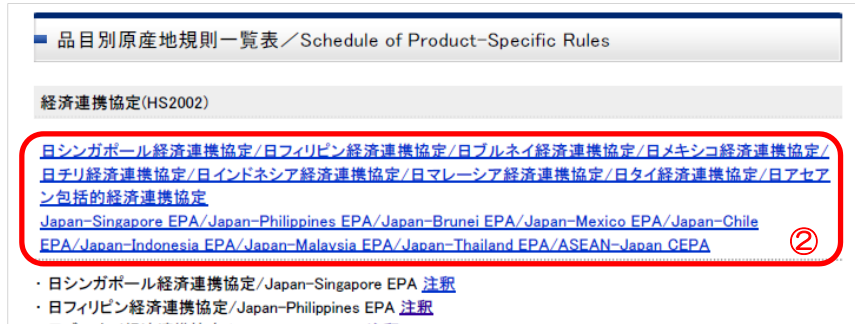 品目別原産地規則一覧表／Schedule of Product-Specific Rules
経済連携協定(HS2002)
日シンガポール経済連携協定/日フィリピン経済連携協定/日ブルネイ経済連携協定/日メキシコ経済連携協定/
日チリ経済連携協定/日インドネシア経済連携協定/日マレーシア経済連携協定/日タイ経済連携協定/日アセア
ン包括的経済連携協定
Japan-Singapore EPA/Japan-Philippines EPA/Japan-Brunei EPA/Japan-Mexico EPA/Japan-Chile
EPA/Japan-Indonesia EPA/Japan-Malaysia EPA/Japan-Thailand EPA/ASEAN-Japan CEPA
②
・日シンガポール経済連携協定/Japan-Singapore EPA 注釈
・日フィリピン経済連携協定/Japan-Philippines EPA 注釈